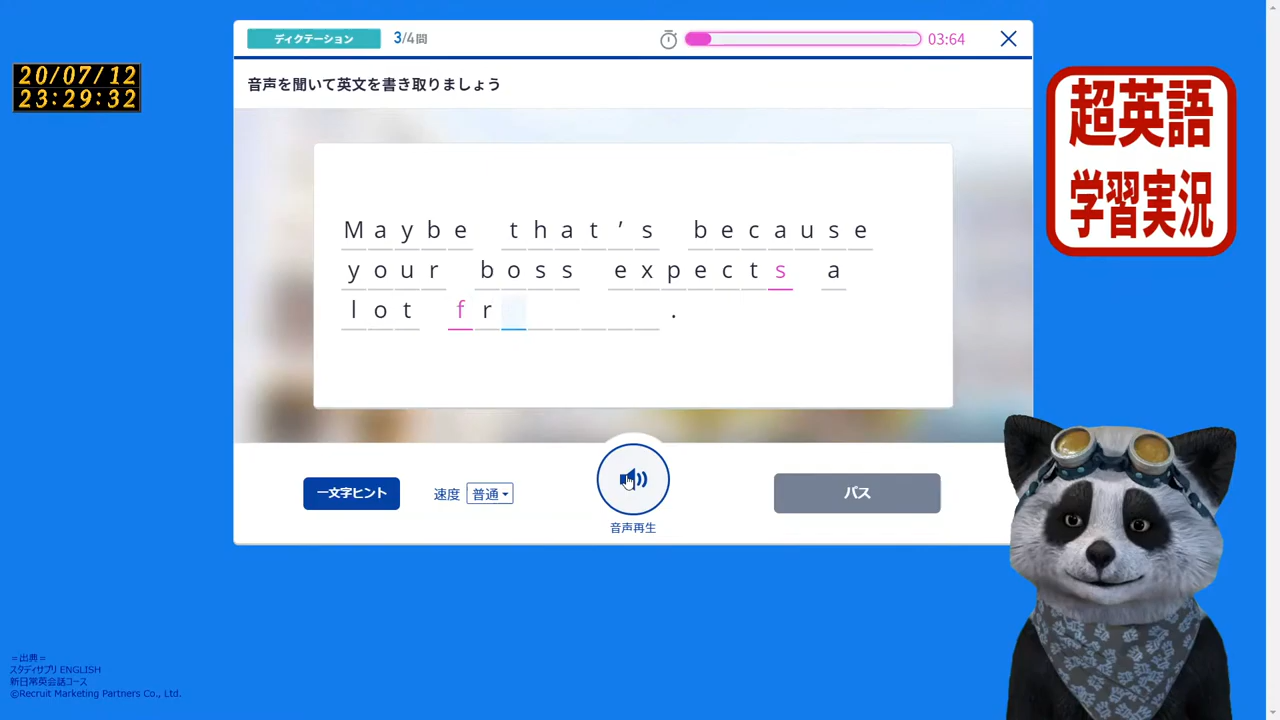 ディクテーション 3/4問 03:64
20/07/12
23:29:32
音声を聞いて英文を書き取りましょう
超英語
学習実況
Maybe that's because
your boss expects a
lot fr .
一文字ヒント 速度 普通 パス
音声再生
=出典=
スタディサプリ ENGLISH
新日常英会話コース
©Recruit Marketing Partners Co., Ltd.